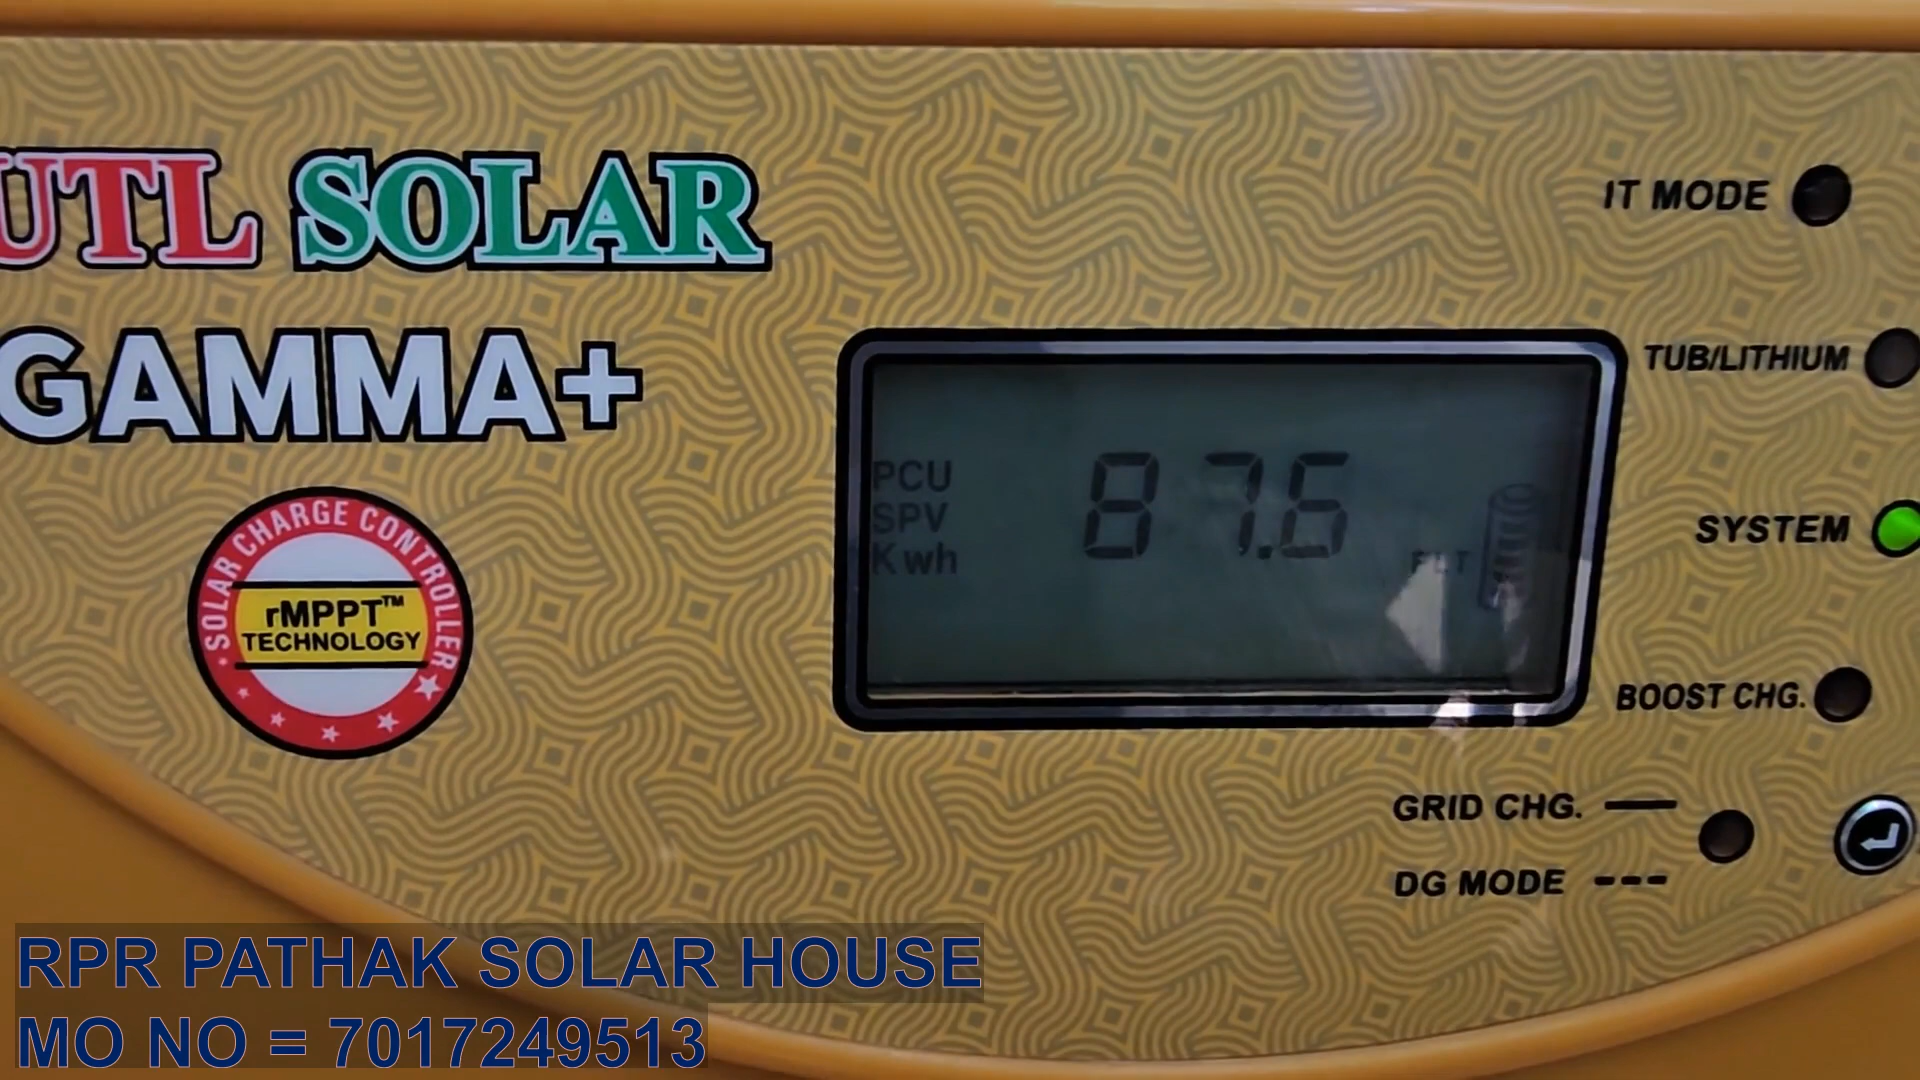 UTL SOLAR
GAMMA+
SOLAR CHARGE CONTROLLER
rMPPT™
TECHNOLOGY
PCU
SPV
Kwh
87.6
FLT
IT MODE
TUB/LITHIUM
SYSTEM
BOOST CHG.
GRID CHG.
DG MODE
RPR PATHAK SOLAR HOUSE
MO NO = 7017249513